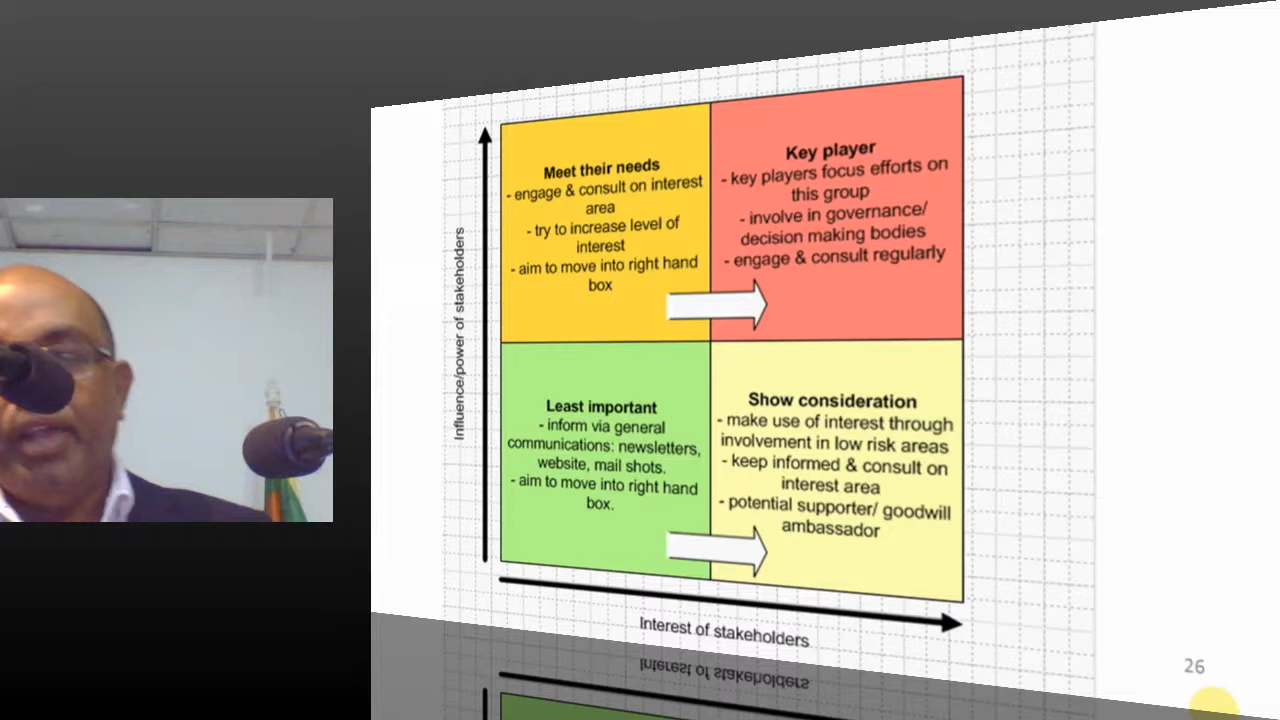 Influence/power of stakeholders
Meet their needs
- engage & consult on interest
area
- try to increase level of
interest
- aim to move into right hand
box
Key player
- key players focus efforts on
this group
- involve in governance/
decision making bodies
- engage & consult regularly
Least important
- inform via general
communications: newsletters,
website, mail shots.
- aim to move into right hand
box.
Show consideration
- make use of interest through
involvement in low risk areas
- keep informed & consult on
interest area
- potential supporter/ goodwill
ambassador
Interest of stakeholders
Interest of stakeholders
26